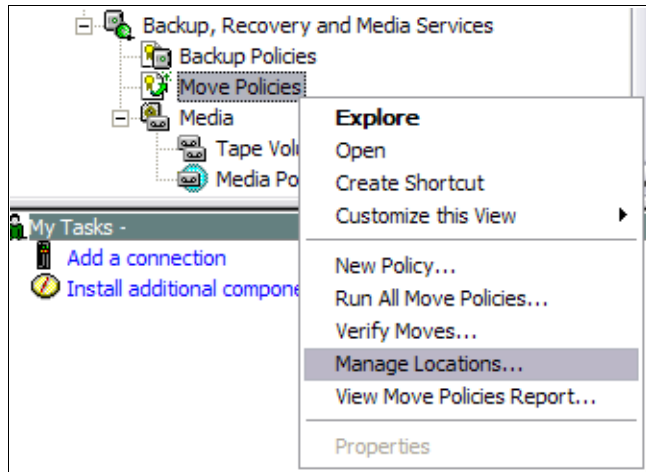 Backup, Recovery and Media Services
Backup Policies
Move Policies
Media
Tape Volu
Media Po
My Tasks -
Add a connection
Install additional compone
Explore
Open
Create Shortcut
Customize this View
New Policy...
Run All Move Policies...
Verify Moves...
Manage Locations...
View Move Policies Report...
Properties